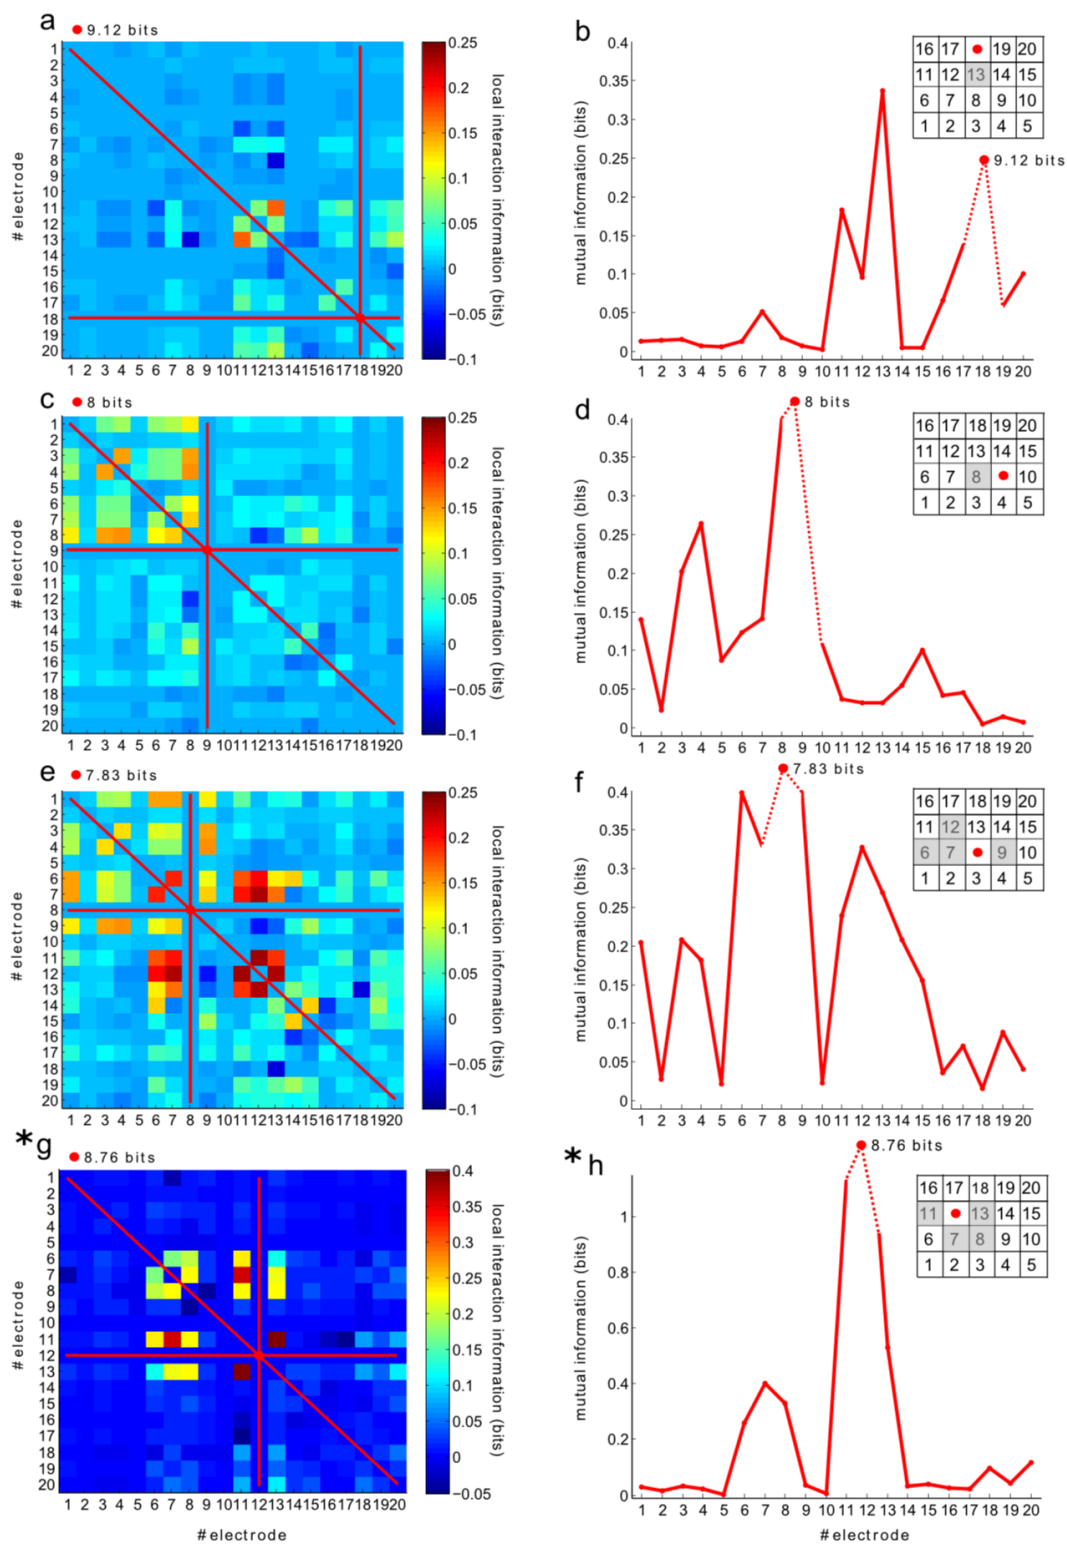 a
9.12 bits
1
2
3
4
5
6
7
8
9
10
11
12
13
14
15
16
17
18
19
20
1 2 3 4 5 6 7 8 9 10 11 12 13 14 15 16 17 18 19 20
# electrode
0.25
0.2
0.15
0.1
0.05
0
−0.05
−0.1
local interaction information (bits)
b
0.4
0.35
0.3
0.25
0.2
0.15
0.1
0.05
0
mutual information (bits)
9.12 bits
1 2 3 4 5 6 7 8 9 10 11 12 13 14 15 16 17 18 19 20
16 17 19 20
11 12 13 14 15
6 7 8 9 10
1 2 3 4 5
c
8 bits
1
2
3
4
5
6
7
8
9
10
11
12
13
14
15
16
17
18
19
20
1 2 3 4 5 6 7 8 9 10 11 12 13 14 15 16 17 18 19 20
# electrode
0.25
0.2
0.15
0.1
0.05
0
−0.05
−0.1
local interaction information (bits)
d
0.4
0.35
0.3
0.25
0.2
0.15
0.1
0.05
0
mutual information (bits)
8 bits
1 2 3 4 5 6 7 8 9 10 11 12 13 14 15 16 17 18 19 20
16 17 18 19 20
11 12 13 14 15
6 7 8 10
1 2 3 4 5
e
7.83 bits
1
2
3
4
5
6
7
8
9
10
11
12
13
14
15
16
17
18
19
20
1 2 3 4 5 6 7 8 9 10 11 12 13 14 15 16 17 18 19 20
# electrode
0.25
0.2
0.15
0.1
0.05
0
−0.05
−0.1
local interaction information (bits)
f
0.4
0.35
0.3
0.25
0.2
0.15
0.1
0.05
0
mutual information (bits)
7.83 bits
1 2 3 4 5 6 7 8 9 10 11 12 13 14 15 16 17 18 19 20
16 17 18 19 20
11 12 13 14 15
6 7 9 10
1 2 3 4 5
*g
8.76 bits
1
2
3
4
5
6
7
8
9
10
11
12
13
14
15
16
17
18
19
20
1 2 3 4 5 6 7 8 9 10 11 12 13 14 15 16 17 18 19 20
# electrode
# electrode
0.4
0.35
0.3
0.25
0.2
0.15
0.1
0.05
0
−0.05
local interaction information (bits)
*h
1
0.8
0.6
0.4
0.2
0
mutual information (bits)
8.76 bits
1 2 3 4 5 6 7 8 9 10 11 12 13 14 15 16 17 18 19 20
# electrode
16 17 18 19 20
11 13 14 15
6 7 8 9 10
1 2 3 4 5